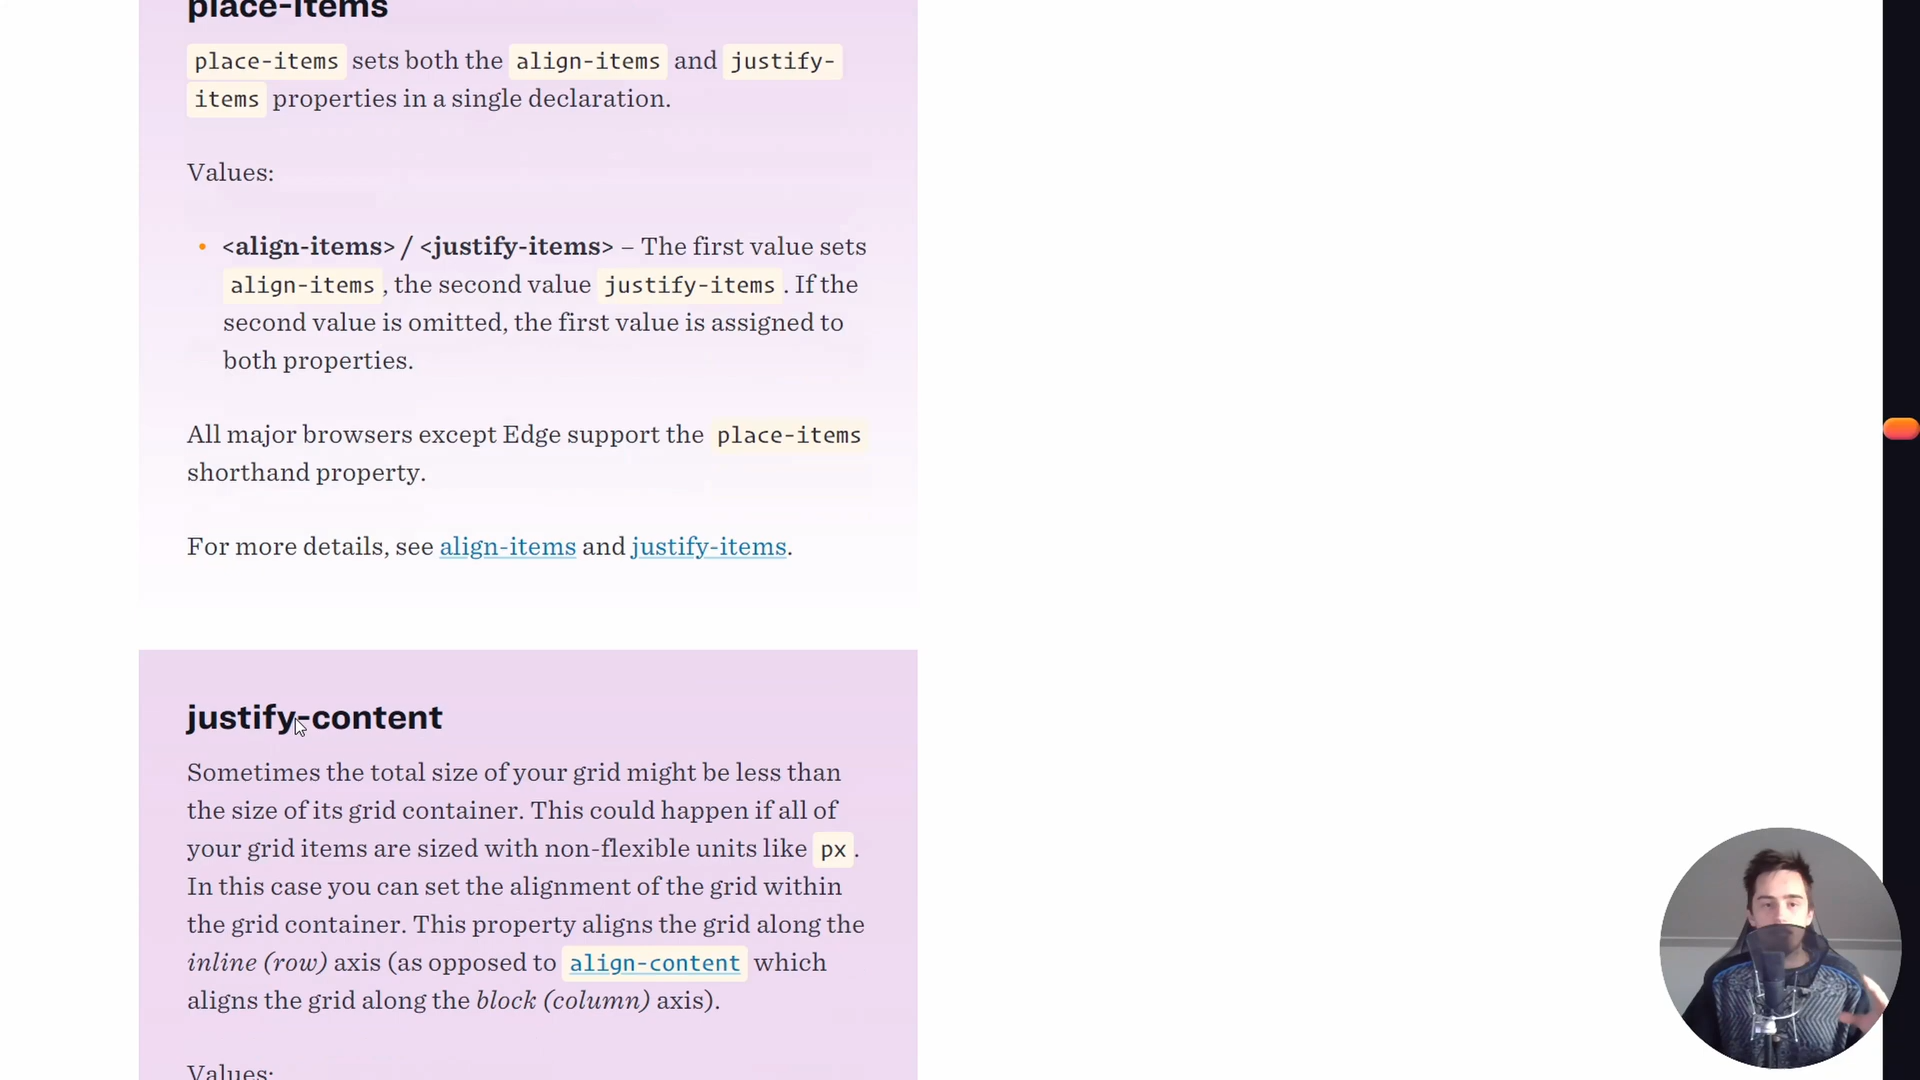 place-items
place-items sets both the align-items and justify-
items properties in a single declaration.
Values:
• <align-items> / <justify-items> – The first value sets
align-items, the second value justify-items. If the
second value is omitted, the first value is assigned to
both properties.
All major browsers except Edge support the place-items
shorthand property.
For more details, see align-items and justify-items.
justify-content
Sometimes the total size of your grid might be less than
the size of its grid container. This could happen if all of
your grid items are sized with non-flexible units like px.
In this case you can set the alignment of the grid within
the grid container. This property aligns the grid along the
inline (row) axis (as opposed to align-content which
aligns the grid along the block (column) axis).
Values: